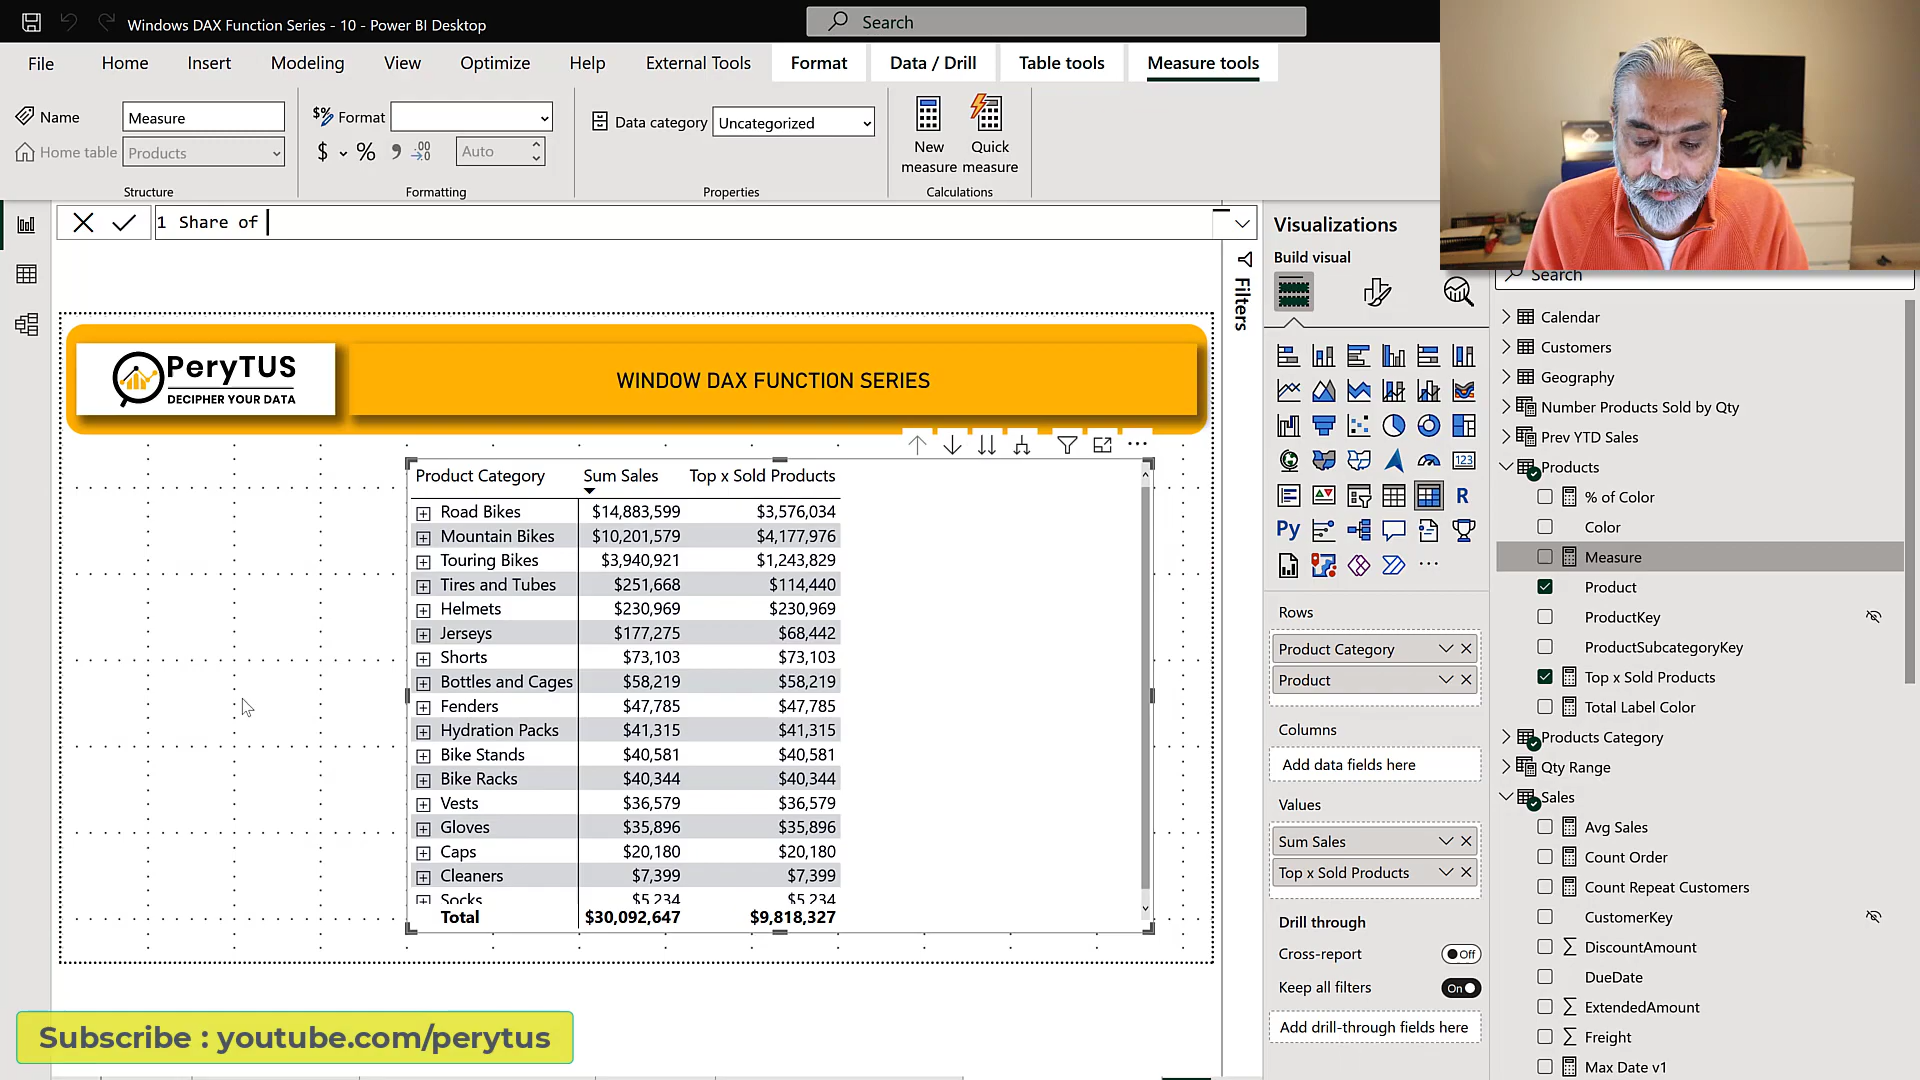 Windows DAX Function Series - 10 - Power BI Desktop
Search
File
Home
Insert
Modeling
View
Optimize
Help
External Tools
Format
Data / Drill
Table tools
Measure tools
Name
Measure
Home table
Products
Structure
Format
$
%
Auto
Formatting
Data category
Uncategorized
Properties
New measure
Quick measure
Calculations
1 Share of
PeryTUS
DECIPHER YOUR DATA
WINDOW DAX FUNCTION SERIES
Product Category Sum Sales Top x Sold Products
Road Bikes $14,883,599 $3,576,034
Mountain Bikes $10,201,579 $4,177,976
Touring Bikes $3,940,921 $1,243,829
Tires and Tubes $251,668 $114,440
Helmets $230,969 $230,969
Jerseys $177,275 $68,442
Shorts $73,103 $73,103
Bottles and Cages $58,219 $58,219
Fenders $47,785 $47,785
Hydration Packs $41,315 $41,315
Bike Stands $40,581 $40,581
Bike Racks $40,344 $40,344
Vests $36,579 $36,579
Gloves $35,896 $35,896
Caps $20,180 $20,180
Cleaners $7,399 $7,399
Socks $5,234 $5,234
Total $30,092,647 $9,818,327
Subscribe : youtube.com/perytus
Filters
Visualizations
Build visual
123
R
Py
Rows
Product Category
Product
Columns
Add data fields here
Values
Sum Sales
Top x Sold Products
Drill through
Cross-report
Off
Keep all filters
On
Add drill-through fields here
Search
Calendar
Customers
Geography
Number Products Sold by Qty
Prev YTD Sales
Products
% of Color
Color
Measure
Product
ProductKey
ProductSubcategoryKey
Top x Sold Products
Total Label Color
Products Category
Qty Range
Sales
Avg Sales
Count Order
Count Repeat Customers
CustomerKey
DiscountAmount
DueDate
ExtendedAmount
Freight
Max Date v1